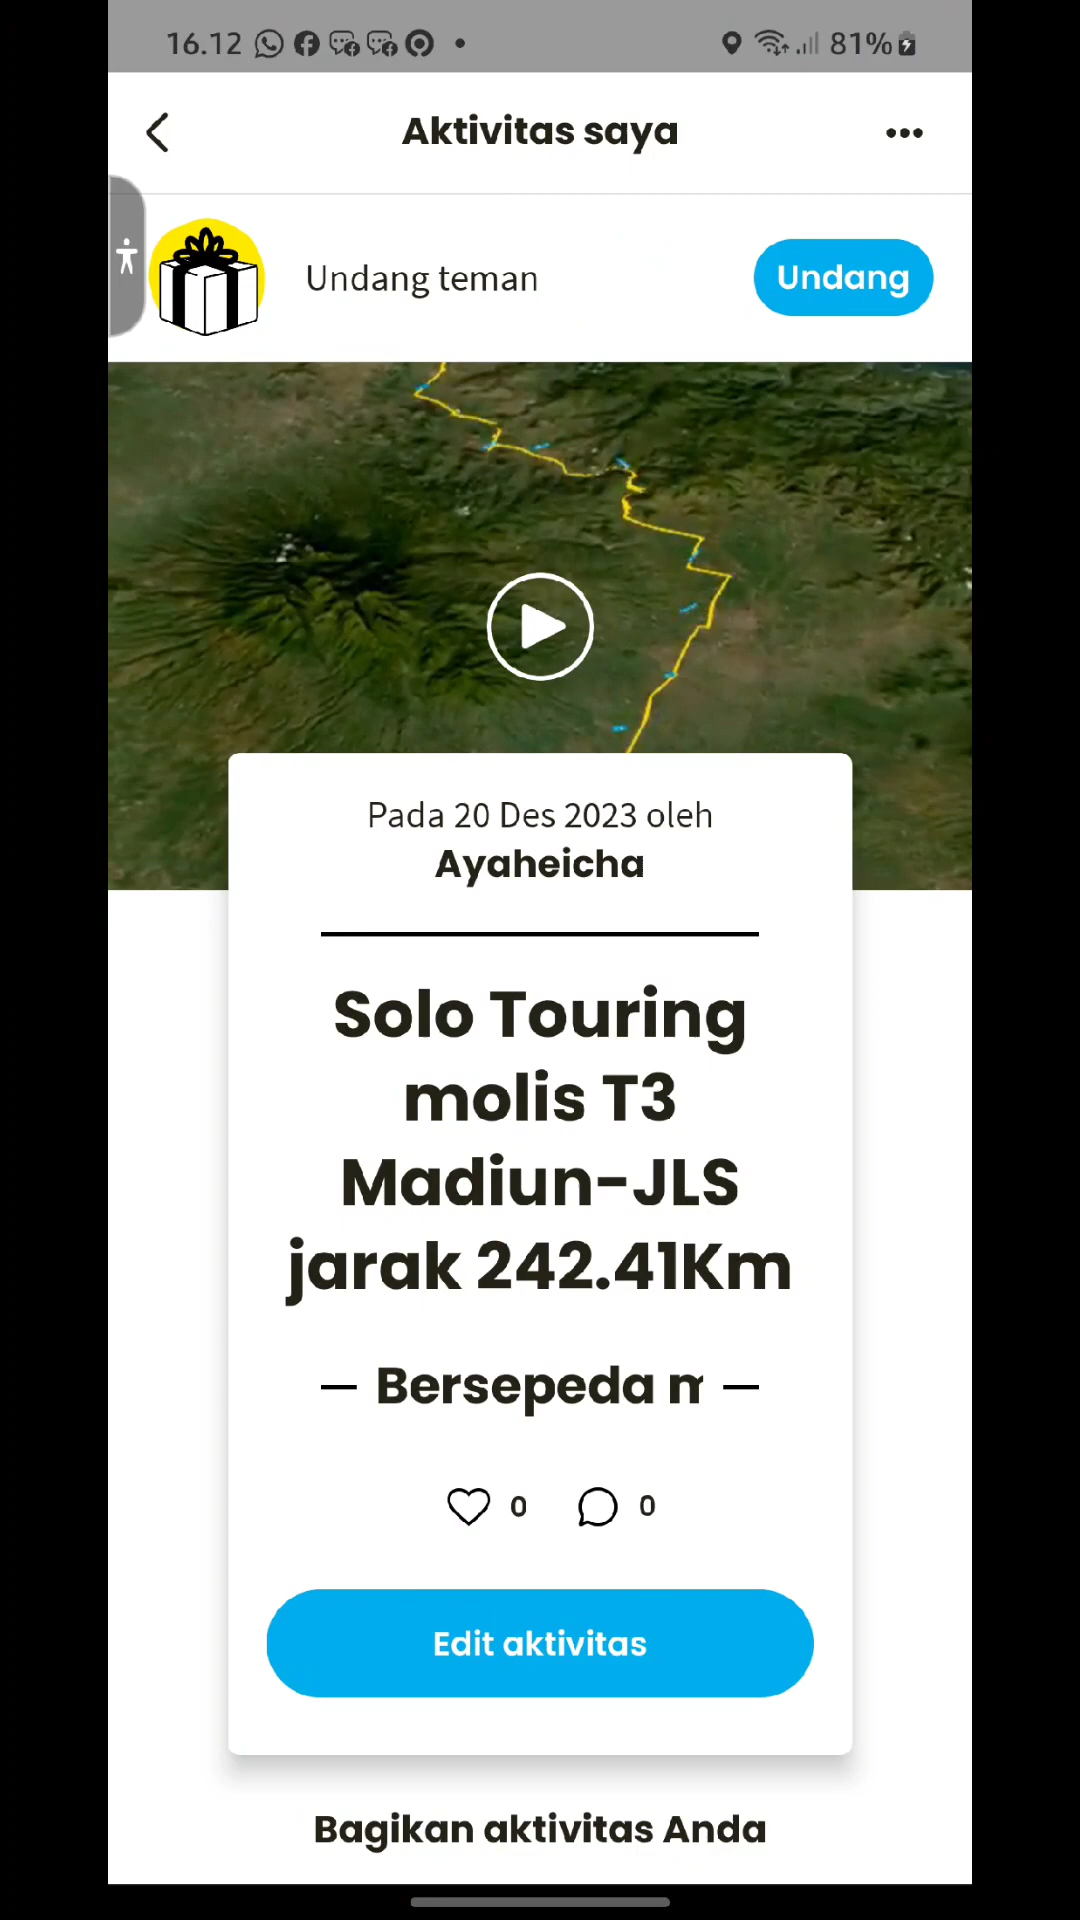 16.12
81%
Aktivitas saya
Undang teman
Undang
Pada 20 Des 2023 oleh
Ayaheicha
Solo Touring
molis T3
Madiun-JLS
jarak 242.41Km
Bersepeda m
0
0
Edit aktivitas
Bagikan aktivitas Anda